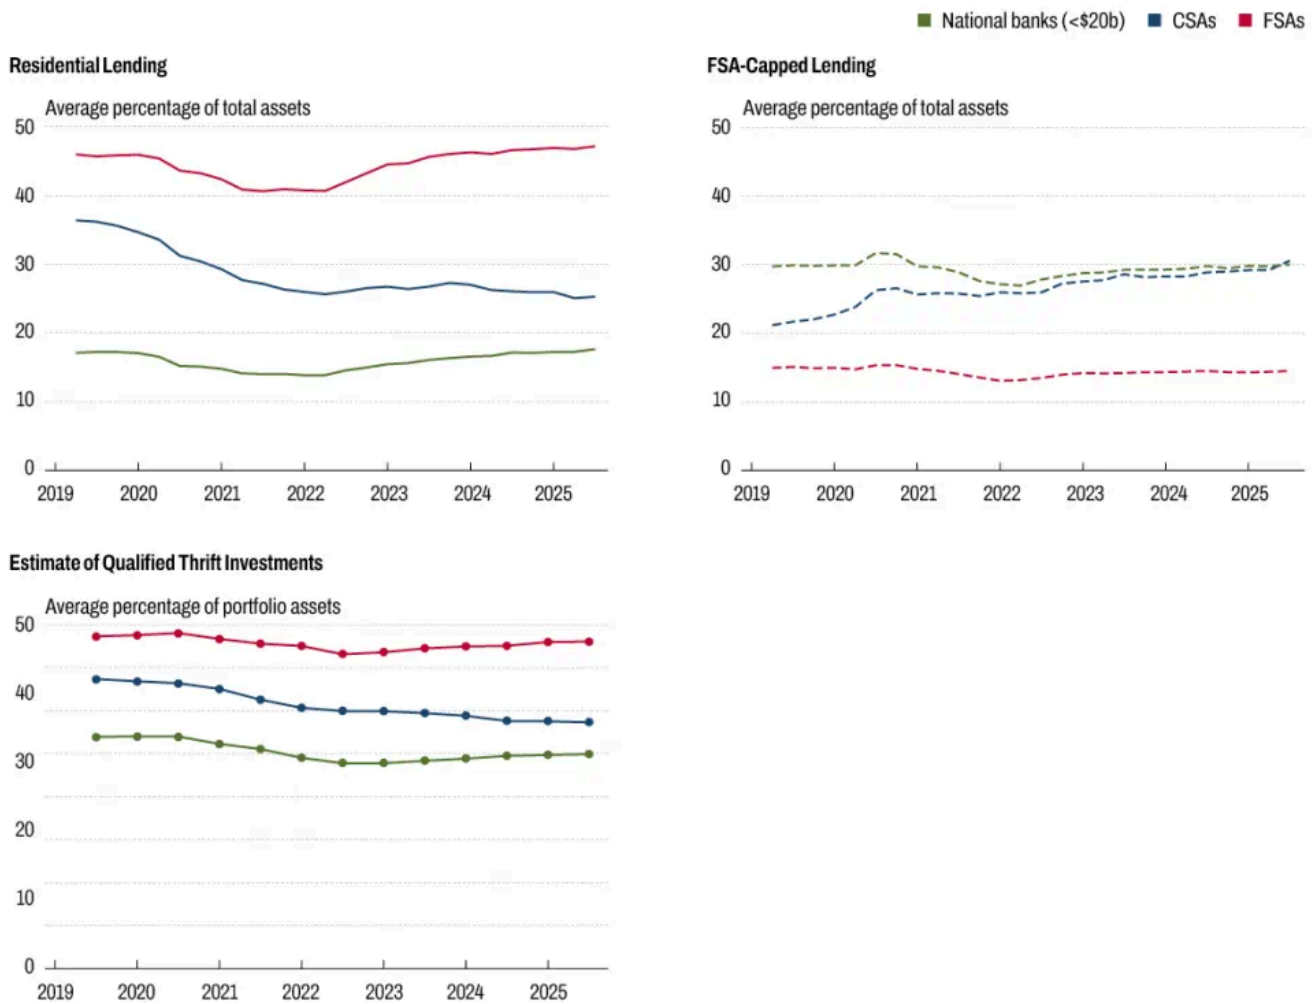 National banks (<$20b) CSAs FSAs
Residential Lending
Average percentage of total assets
50
40
30
20
10
0
2019 2020 2021 2022 2023 2024 2025
FSA-Capped Lending
Average percentage of total assets
50
40
30
20
10
0
2019 2020 2021 2022 2023 2024 2025
Estimate of Qualified Thrift Investments
Average percentage of portfolio assets
50
40
30
20
10
0
2019 2020 2021 2022 2023 2024 2025